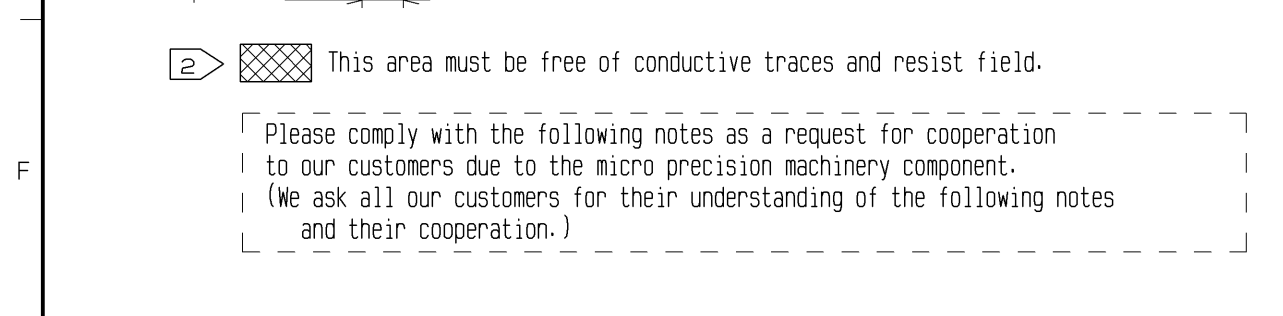 2 This area must be free of conductive traces and resist field.
Please comply with the following notes as a request for cooperation
to our customers due to the micro precision machinery component.
F
(We ask all our customers for their understanding of the following notes
and their cooperation.)